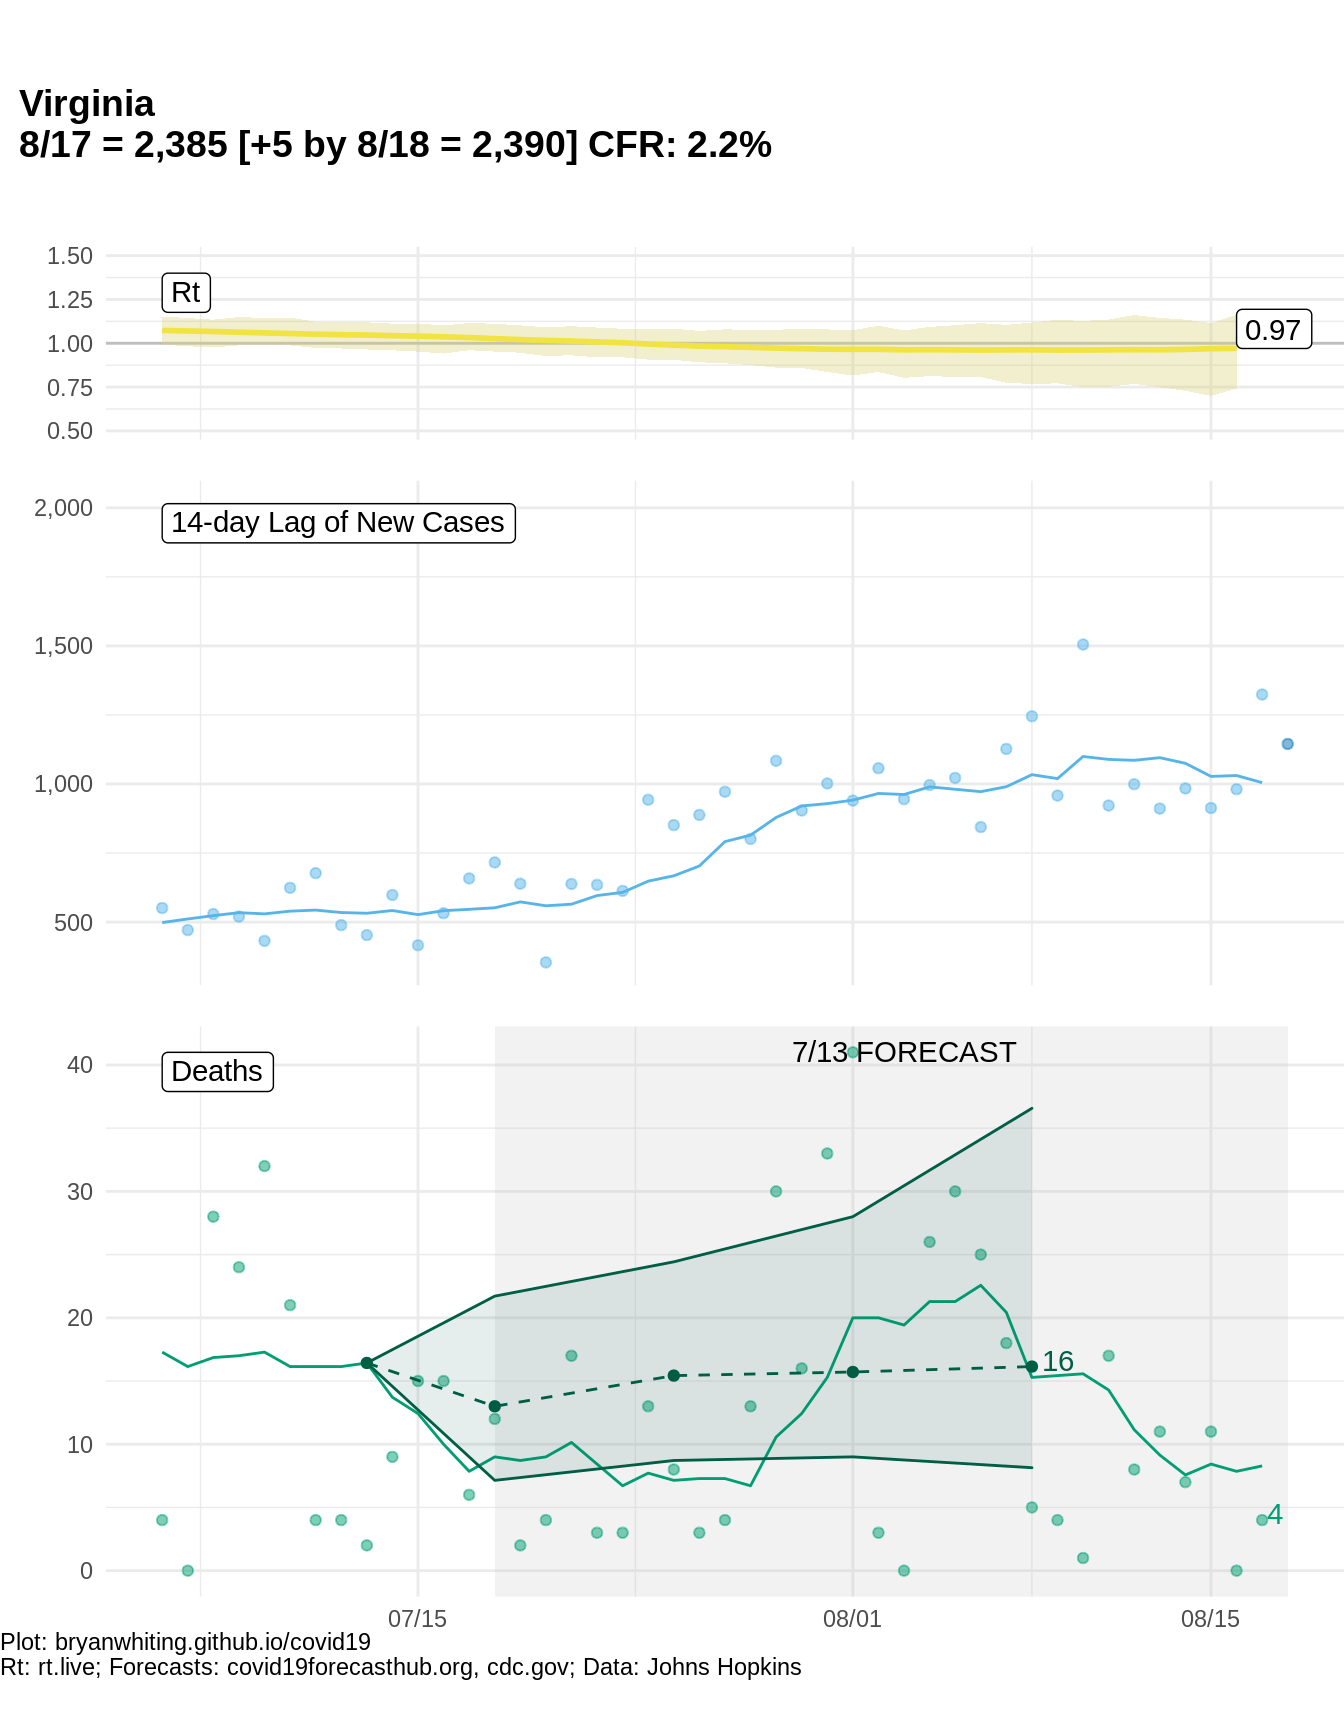 Virginia
8/17 = 2,385 [+5 by 8/18 = 2,390] CFR: 2.2%
1.50
Rt
1.25
0.97
1.00
0.75
0.50
2,000
14-day Lag of New Cases
1,500
1,000
500
7/13 FORECAST
40
Deaths
30
20
16
10
4
0
07/15 08/01 08/15
Plot: bryanwhiting.github.io/covid19
Rt: rt.live; Forecasts: covid19forecasthub.org, cdc.gov; Data: Johns Hopkins